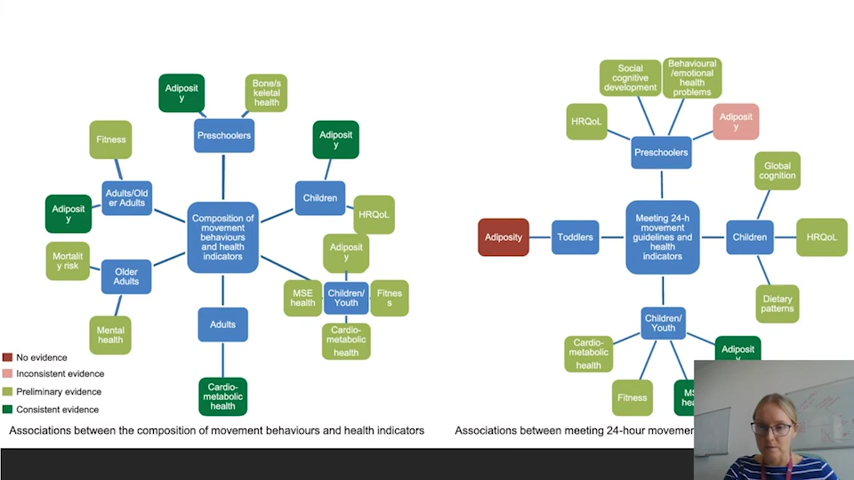 Adiposit
y
Bone/s
keletal
health
Preschoolers
Fitness
Adiposit
y
Adults/Old
er Adults
Children
Adiposit
y
HRQoL
Composition of
movement
behaviours
and health
indicators
Mortalit
y risk
Older
Adults
Mental
health
Adiposit
y
MSE
health
Children/
Youth
Fitnes
s
Cardio-
metabolic
health
Adults
Cardio-
metabolic
health
No evidence
Inconsistent evidence
Preliminary evidence
Consistent evidence
Associations between the composition of movement behaviours and health indicators
Social
cognitive
development
Behavioural
/emotional
health
problems
HRQoL
Adiposit
y
Preschoolers
Global
cognition
Adiposity
Toddlers
Meeting 24-h
movement
guidelines and
health
indicators
Children
HRQoL
Dietary
patterns
Children/
Youth
Cardio-
metabolic
health
Adiposit
y
Fitness
Associations between meeting 24-hour movemen